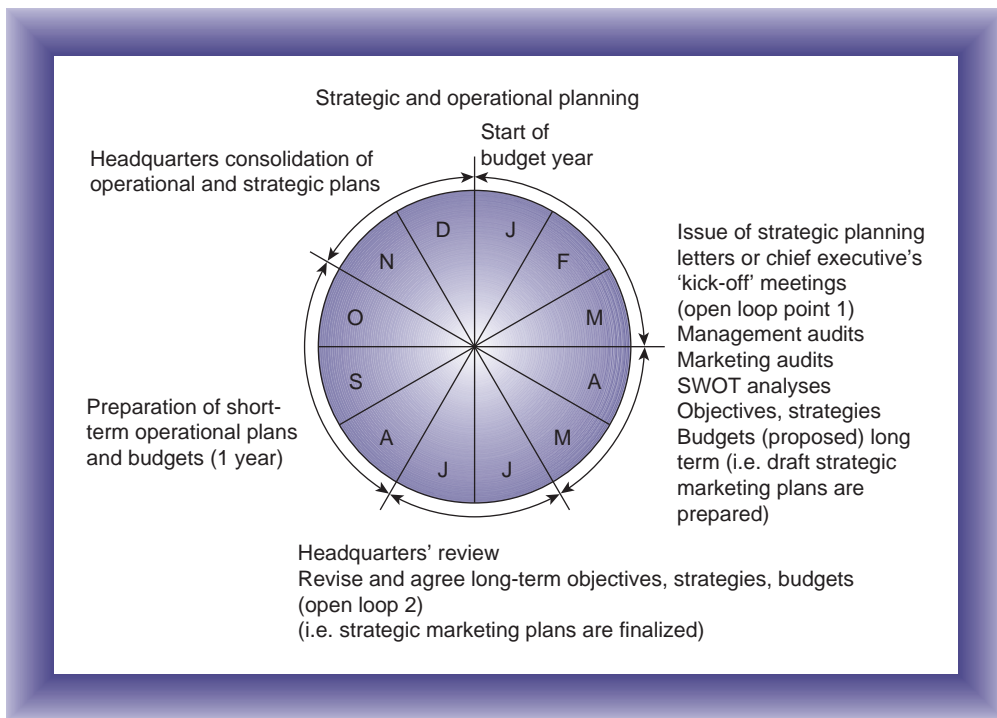 Strategic and operational planning
Start of
budget year
Headquarters consolidation of
operational and strategic plans
J
F
M
A
M
J
J
A
S
O
N
D
Issue of strategic planning
letters or chief executive's
‘kick-off’ meetings
(open loop point 1)
Management audits
Marketing audits
SWOT analyses
Objectives, strategies
Budgets (proposed) long
term (i.e. draft strategic
marketing plans are
prepared)
Preparation of short-
term operational plans
and budgets (1 year)
Headquarters’ review
Revise and agree long-term objectives, strategies, budgets
(open loop 2)
(i.e. strategic marketing plans are finalized)